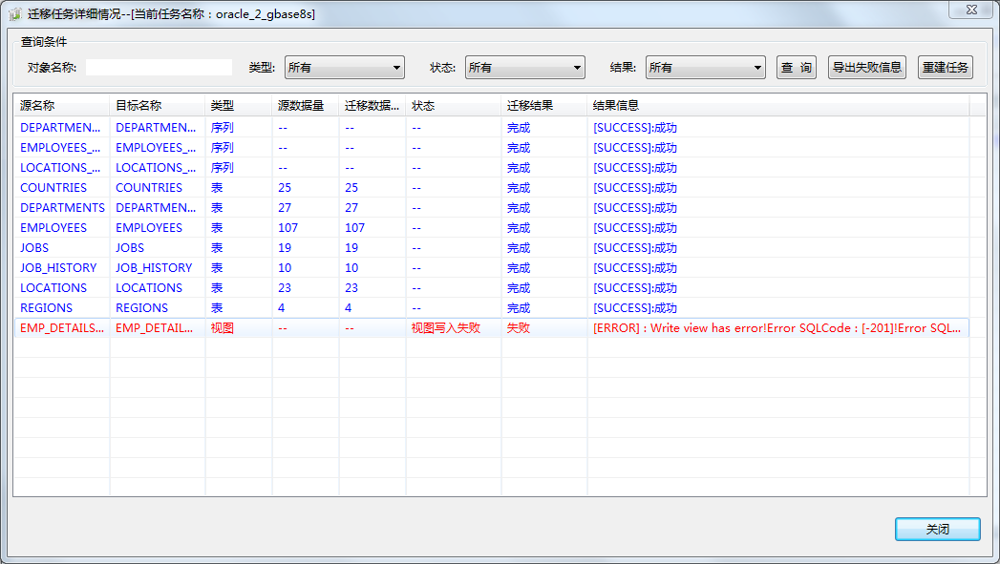 迁移任务详细情况--[当前任务名称：oracle_2_gbase8s]
查询条件
对象名称: 类型: 所有 状态: 所有 结果: 所有 查 询 导出失败信息 重建任务
源名称 目标名称 类型 源数据量 迁移数据... 状态 迁移结果 结果信息
DEPARTMEN... DEPARTMEN... 序列 -- -- -- 完成 [SUCCESS]:成功
EMPLOYEES_... EMPLOYEES_... 序列 -- -- -- 完成 [SUCCESS]:成功
LOCATIONS_... LOCATIONS_... 序列 -- -- -- 完成 [SUCCESS]:成功
COUNTRIES COUNTRIES 表 25 25 -- 完成 [SUCCESS]:成功
DEPARTMENTS DEPARTMEN... 表 27 27 -- 完成 [SUCCESS]:成功
EMPLOYEES EMPLOYEES 表 107 107 -- 完成 [SUCCESS]:成功
JOBS JOBS 表 19 19 -- 完成 [SUCCESS]:成功
JOB_HISTORY JOB_HISTORY 表 10 10 -- 完成 [SUCCESS]:成功
LOCATIONS LOCATIONS 表 23 23 -- 完成 [SUCCESS]:成功
REGIONS REGIONS 表 4 4 -- 完成 [SUCCESS]:成功
EMP_DETAILS... EMP_DETAIL... 视图 -- -- 视图写入失败 失败 [ERROR] : Write view has error!Error SQLCode : [-201]!Error SQL...
关闭